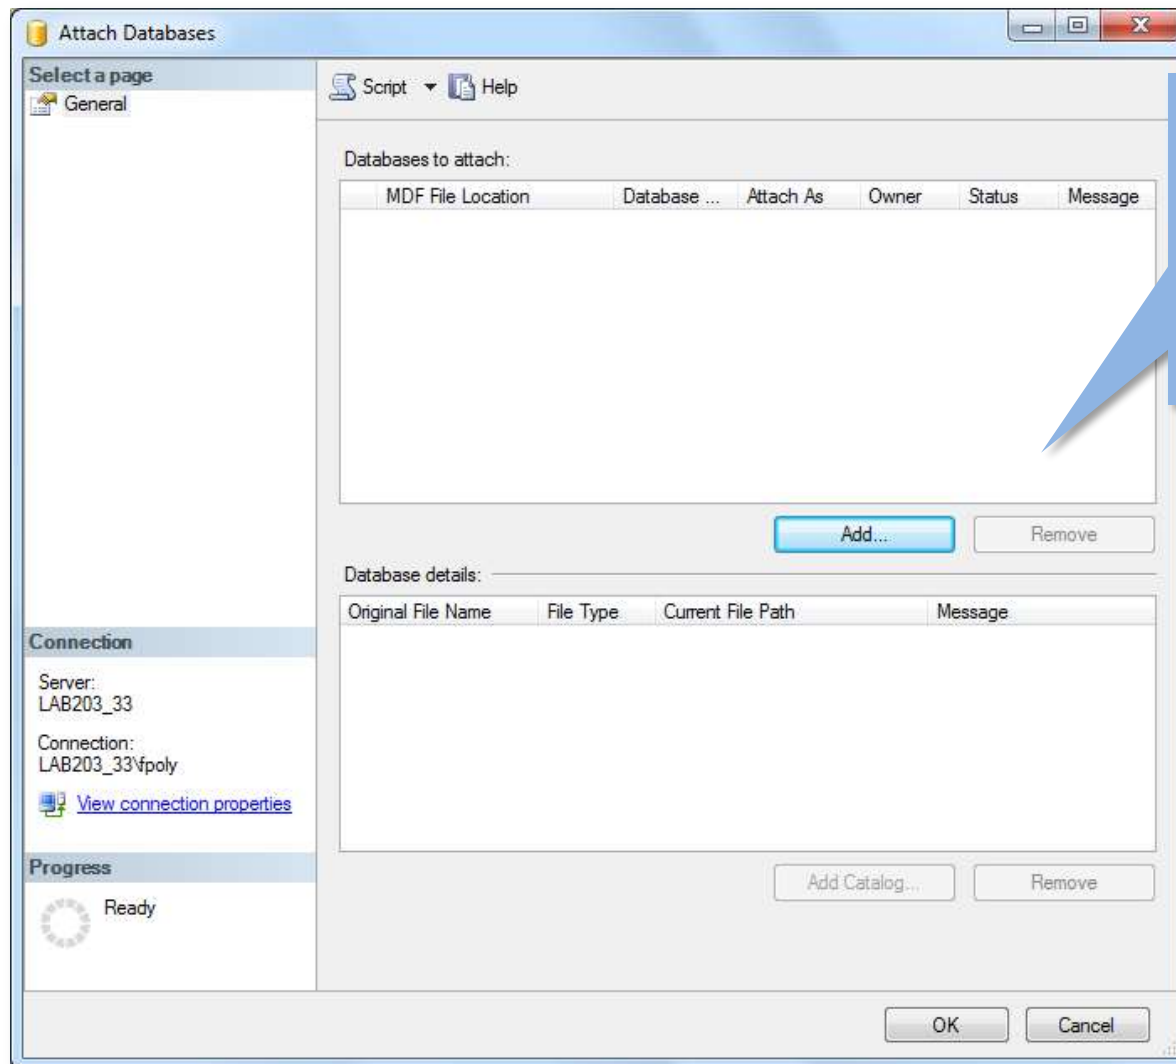 Attach Databases
Select a page
General
Script
Help
Databases to attach:
MDF File Location Database ... Attach As Owner Status Message
Add... Remove
Database details:
Original File Name File Type Current File Path Message
Connection
Server:
LAB203_33
Connection:
LAB203_33\fpoly
View connection properties
Progress
Ready
Add Catalog... Remove
OK Cancel